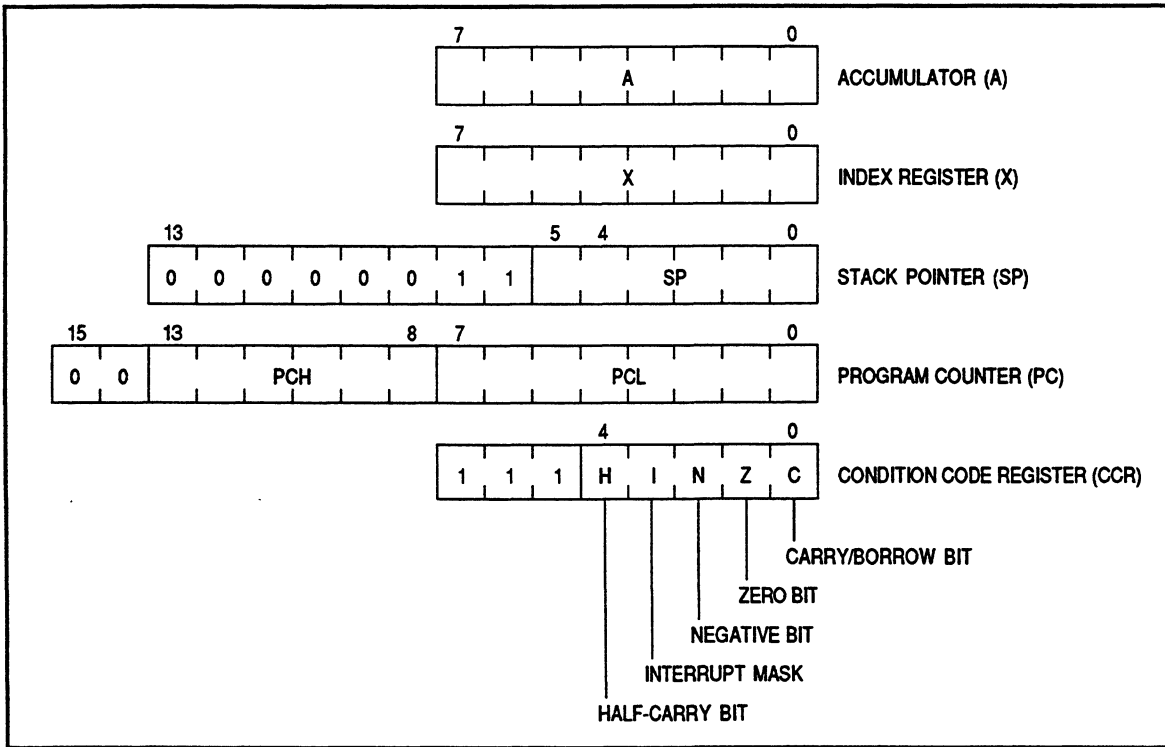 7 0
A ACCUMULATOR (A)
7 0
X INDEX REGISTER (X)
13 5 4 0
0 0 0 0 0 0 1 1 SP STACK POINTER (SP)
15 13 8 7 0
0 0 PCH PCL PROGRAM COUNTER (PC)
4 0
1 1 1 H I N Z C CONDITION CODE REGISTER (CCR)
CARRY/BORROW BIT
ZERO BIT
NEGATIVE BIT
INTERRUPT MASK
HALF-CARRY BIT